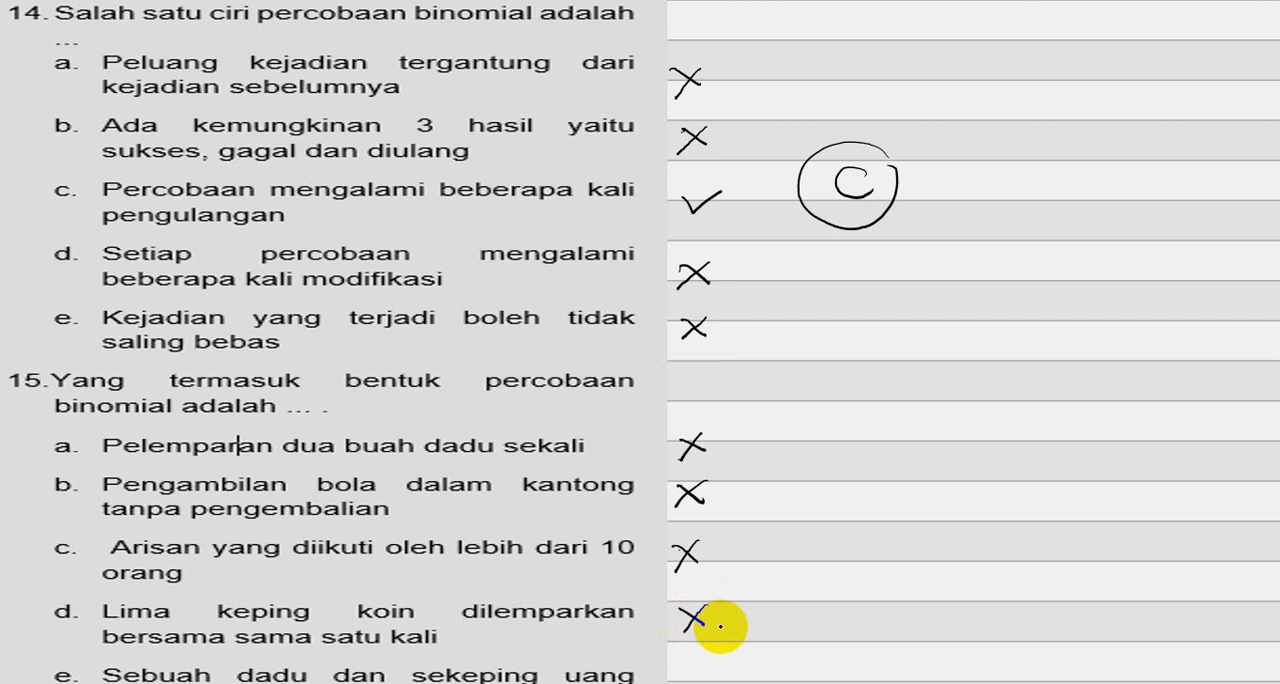 14. Salah satu ciri percobaan binomial adalah
...
a. Peluang kejadian tergantung dari
kejadian sebelumnya
b. Ada kemungkinan 3 hasil yaitu
sukses, gagal dan diulang
c. Percobaan mengalami beberapa kali
pengulangan
C
d. Setiap percobaan mengalami
beberapa kali modifikasi
e. Kejadian yang terjadi boleh tidak
saling bebas
15. Yang termasuk bentuk percobaan
binomial adalah ... .
a. Pelemparan dua buah dadu sekali
b. Pengambilan bola dalam kantong
tanpa pengembalian
c. Arisan yang diikuti oleh lebih dari 10
orang
d. Lima keping koin dilemparkan
bersama sama satu kali
e. Sebuah dadu dan sekeping uang